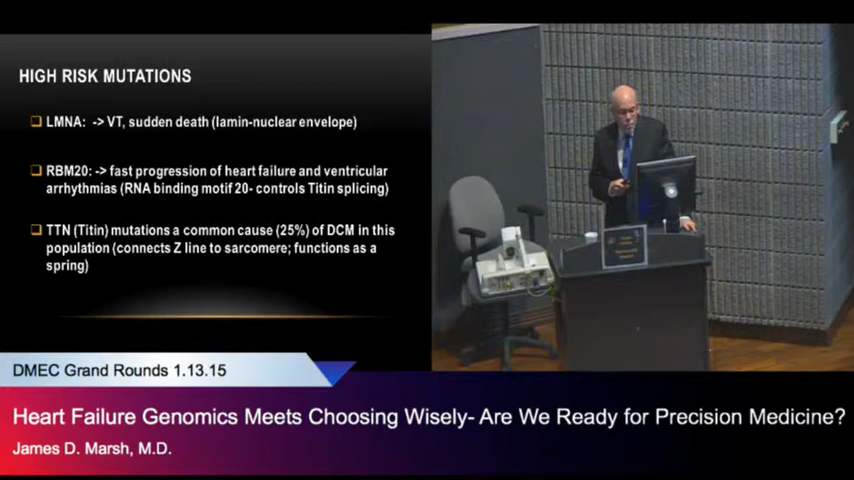 HIGH RISK MUTATIONS
LMNA: -> VT, sudden death (lamin-nuclear envelope)
RBM20: -> fast progression of heart failure and ventricular
arrhythmias (RNA binding motif 20- controls Titin splicing)
TTN (Titin) mutations a common cause (25%) of DCM in this
population (connects Z line to sarcomere; functions as a
spring)
DMEC Grand Rounds 1.13.15
Heart Failure Genomics Meets Choosing Wisely- Are We Ready for Precision Medicine?
James D. Marsh, M.D.